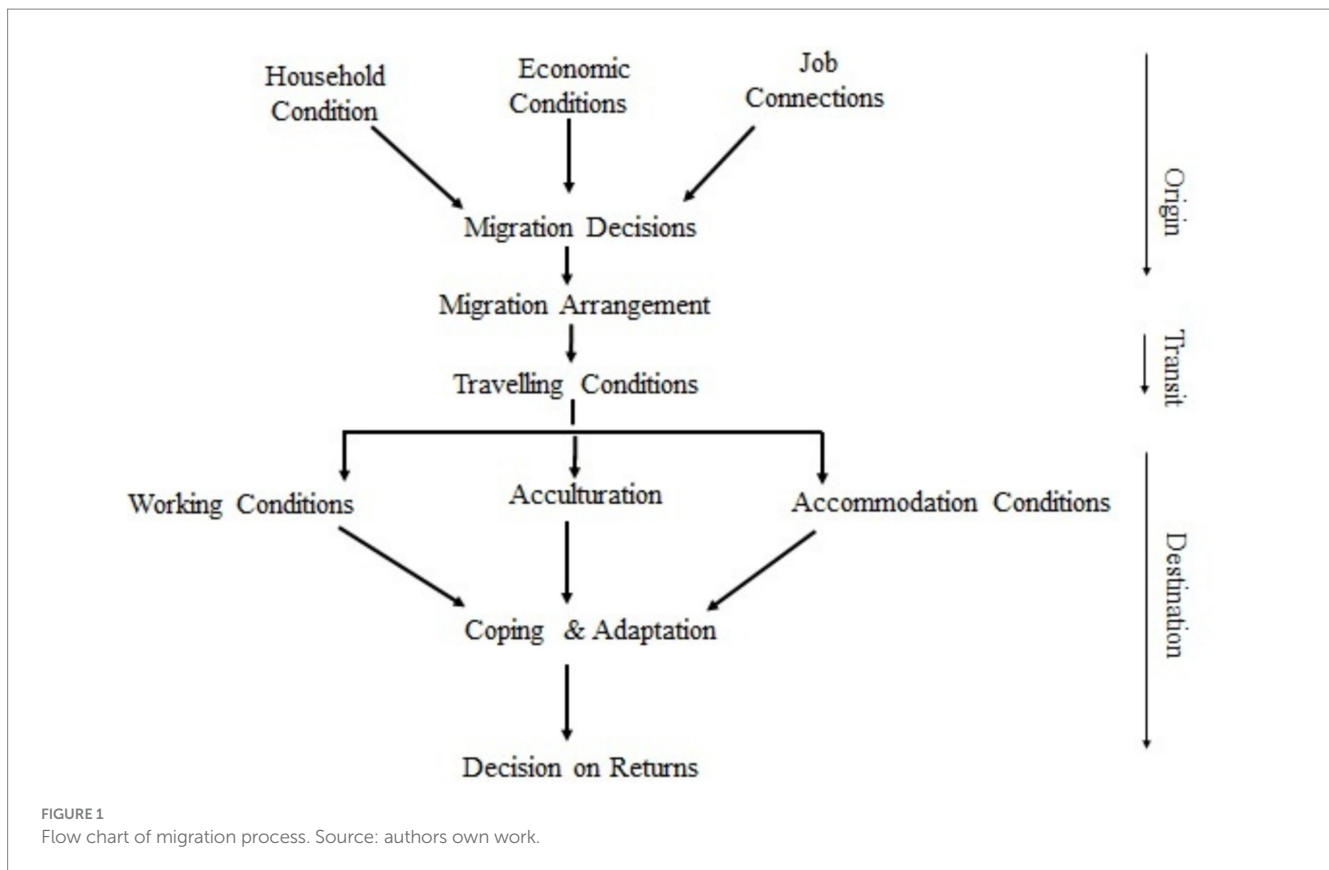 Household
Condition
Economic
Conditions
Job
Connections
Origin
Migration Decisions
Migration Arrangement
Transit
Travelling Conditions
Working Conditions
Acculturation
Accommodation Conditions
Destination
Coping & Adaptation
Decision on Returns
FIGURE 1
Flow chart of migration process. Source: authors own work.